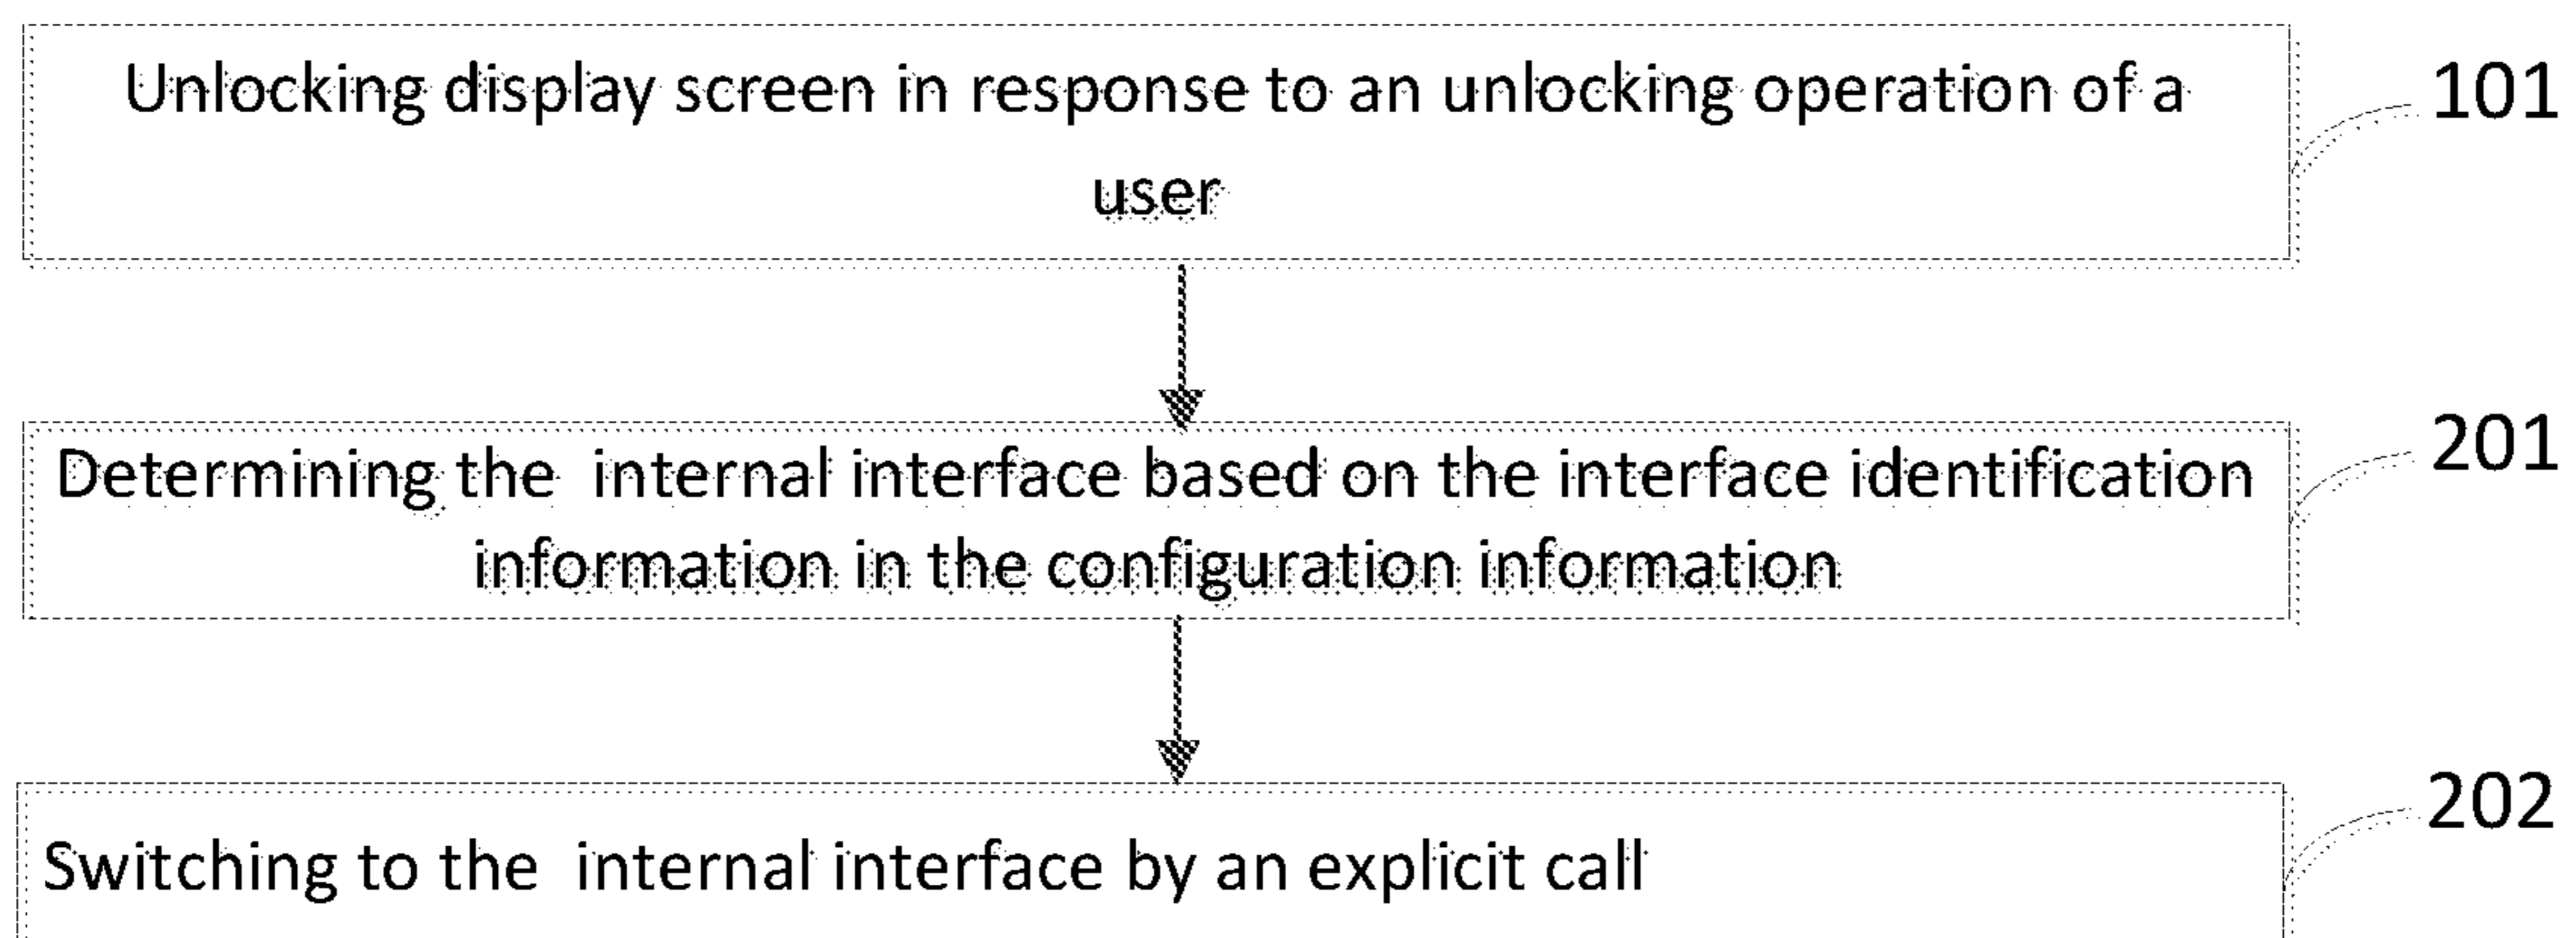 Unlocking display screen in response to an unlocking operation of a
user
101
Determining the internal interface based on the interface identification
information in the configuration information
201
Switching to the internal interface by an explicit call
202